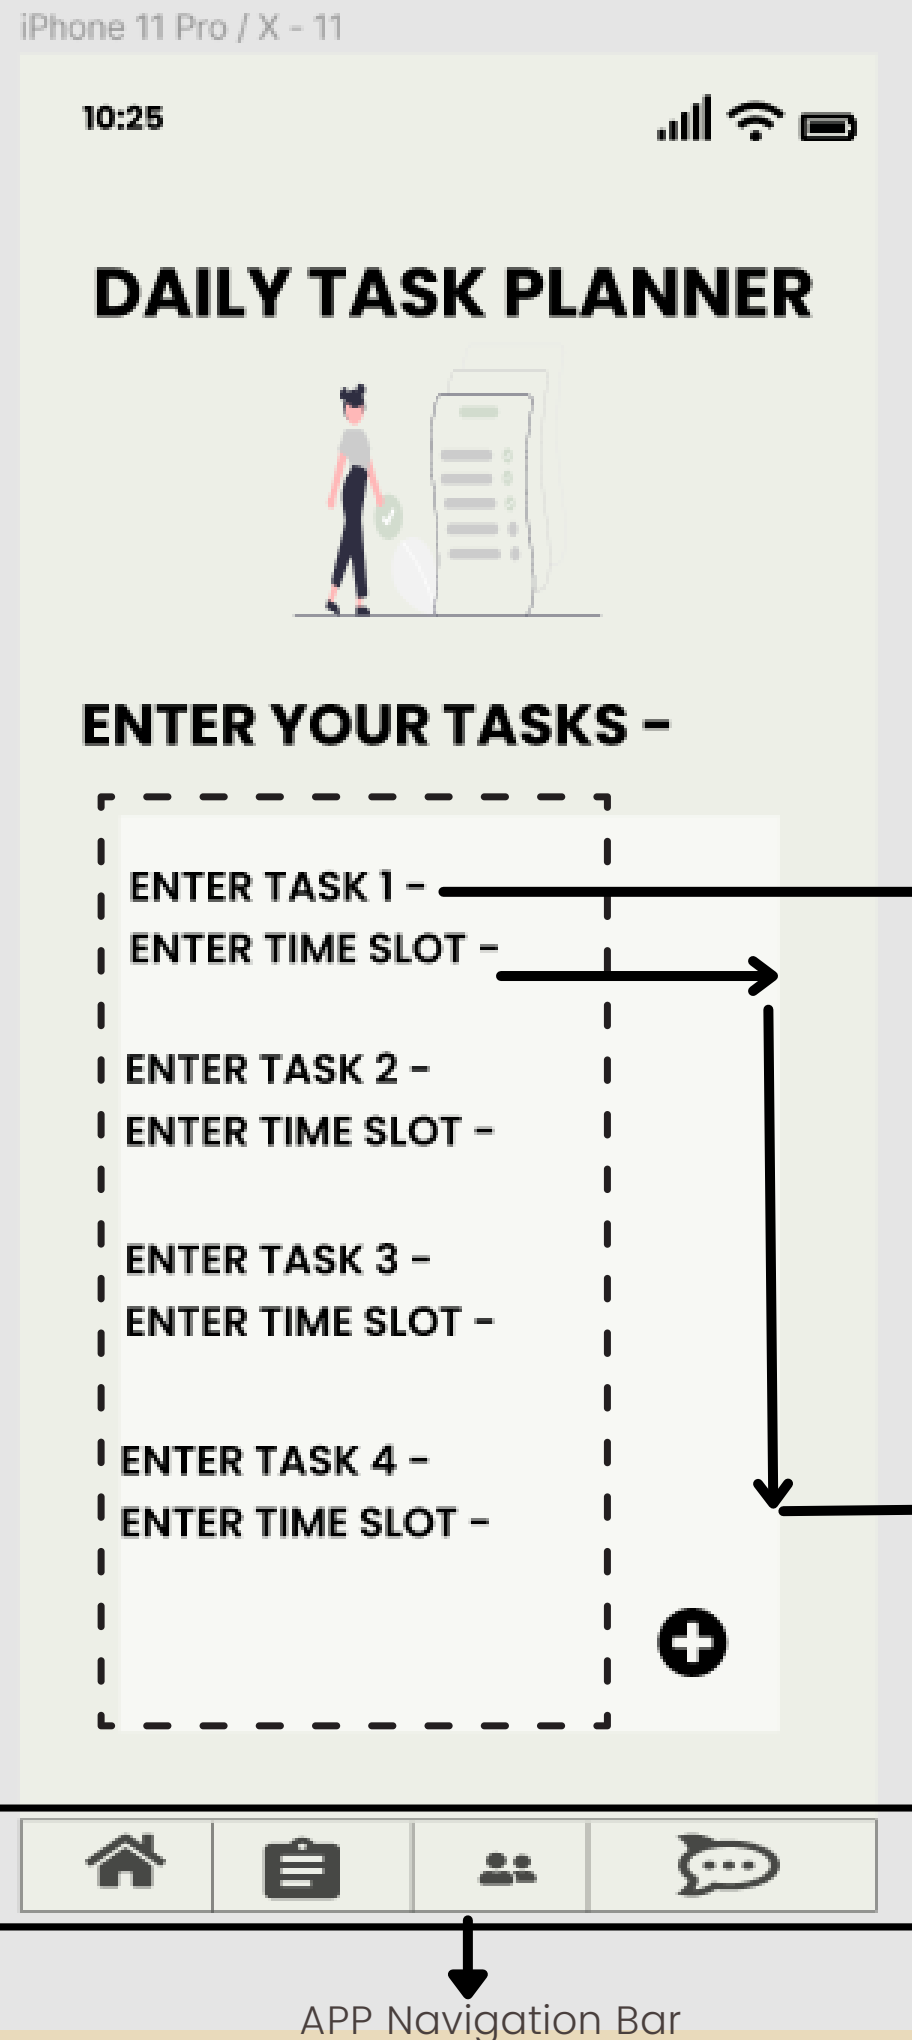 iPhone 11 Pro / X - 11
10:25
DAILY TASK PLANNER
ENTER YOUR TASKS -
ENTER TASK 1 -
ENTER TIME SLOT -
ENTER TASK 2 -
ENTER TIME SLOT -
ENTER TASK 3 -
ENTER TIME SLOT -
ENTER TASK 4 -
ENTER TIME SLOT -
APP Navigation Bar